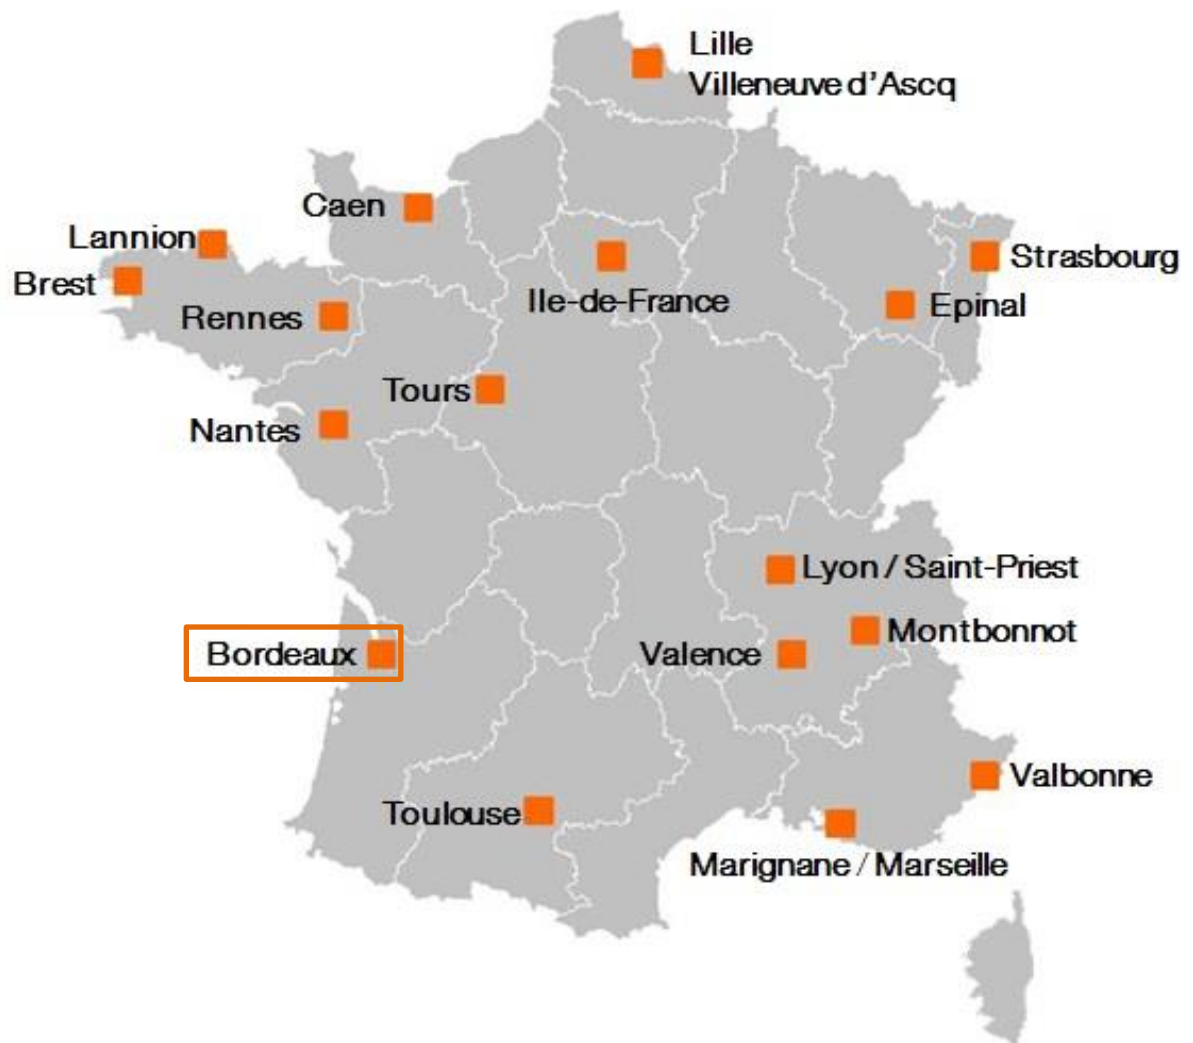 Lille
Villeneuve d'Ascq
Caen
Lannion
Strasbourg
Brest
Ile-de-France
Epinal
Rennes
Tours
Nantes
Lyon / Saint-Priest
Montbonnot
Bordeaux
Valence
Valbonne
Toulouse
Marignane / Marseille